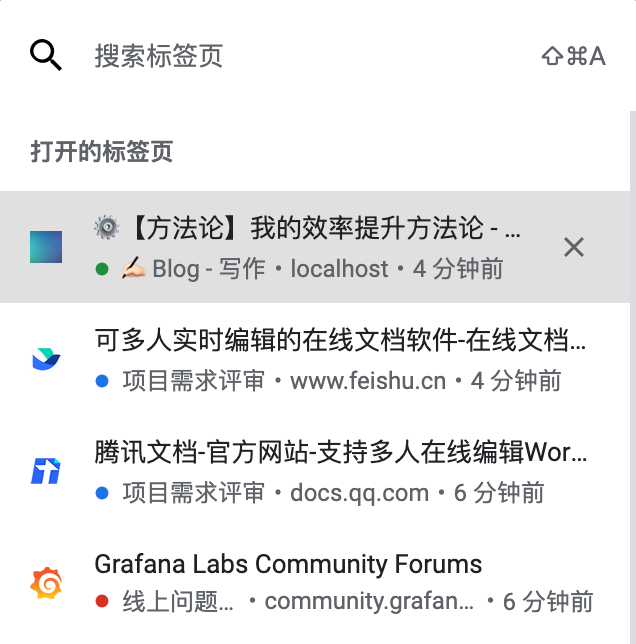 搜索标签页 ⇧⌘A
打开的标签页
⚙️【方法论】我的效率提升方法论 - ...
✍🏻 Blog - 写作 • localhost • 4 分钟前
可多人实时编辑的在线文档软件-在线文档...
项目需求评审 • www.feishu.cn • 4 分钟前
腾讯文档-官方网站-支持多人在线编辑Wor...
项目需求评审 • docs.qq.com • 6 分钟前
Grafana Labs Community Forums
线上问题... • community.grafan... • 6 分钟前